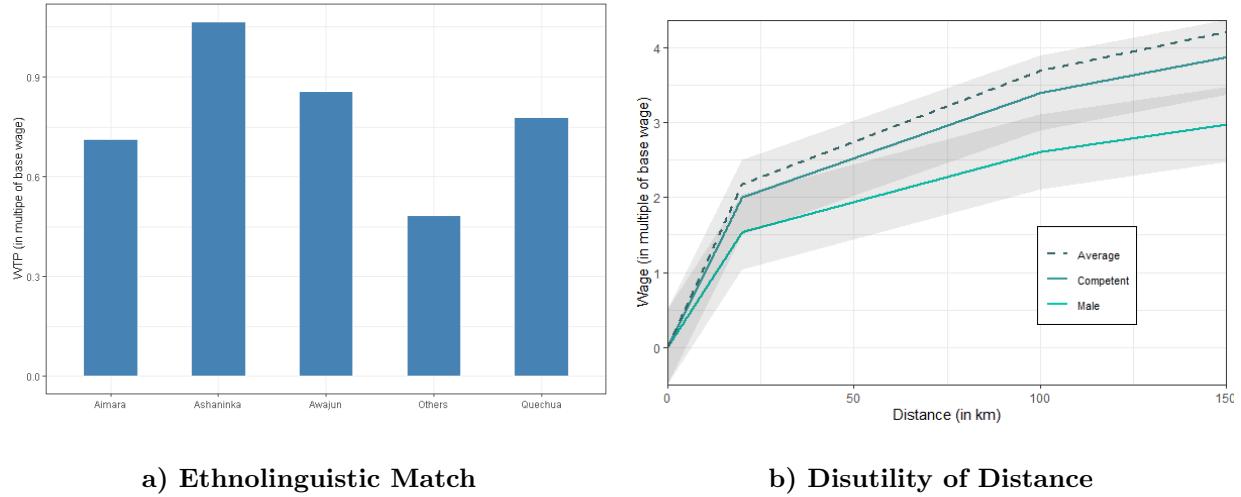 WTP (in multipe of base wage)
0.9
0.6
0.3
0.0
Aimara
Ashaninka
Awajun
Others
Quechua
a) Ethnolinguistic Match
Wage (in multiple of base wage)
4
3
2
1
0
0
50
100
150
Distance (in km)
Average
Competent
Male
b) Disutility of Distance